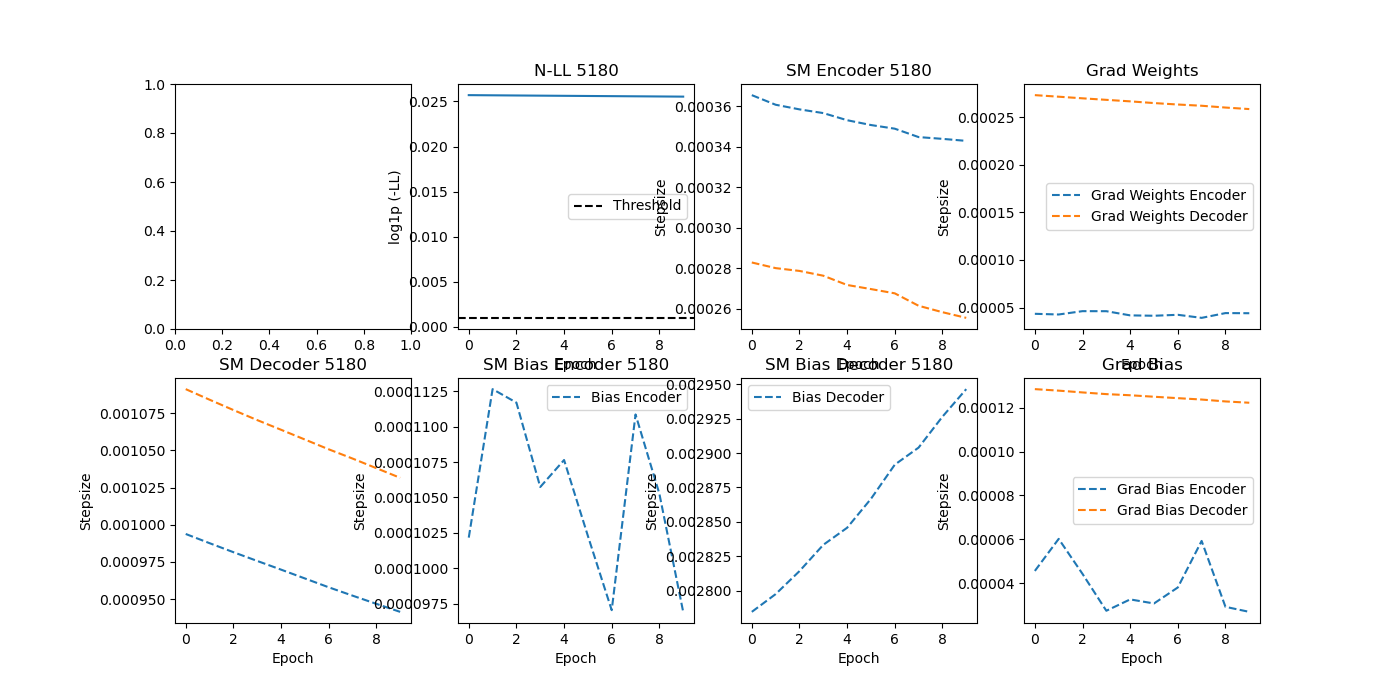 N-LL 5180
SM Encoder 5180
Grad Weights
1.0
0.8
0.6
0.4
0.2
0.0
0.0 0.2 0.4 0.6 0.8 1.0
log1p (-LL)
0.025
0.020
0.015
0.010
0.005
0.000
Threshold
0 2 4 6 8
Epoch
Stepsize
0.00036
0.00034
0.00032
0.00030
0.00028
0.00026
0 2 4 6 8
Epoch
Stepsize
0.00025
0.00020
0.00015
0.00010
0.00005
Grad Weights Encoder
Grad Weights Decoder
0 2 4 6 8
Epoch
SM Decoder 5180
Stepsize
0.001075
0.001050
0.001025
0.001000
0.000975
0.000950
0 2 4 6 8
Epoch
SM Bias Encoder 5180
Stepsize
0.0001125
0.0001100
0.0001075
0.0001050
0.0001025
0.0001000
0.0000975
Bias Encoder
0 2 4 6 8
Epoch
SM Bias Decoder 5180
Stepsize
0.002950
0.002925
0.002900
0.002875
0.002850
0.002825
0.002800
Bias Decoder
0 2 4 6 8
Epoch
Grad Bias
Stepsize
0.00012
0.00010
0.00008
0.00006
0.00004
Grad Bias Encoder
Grad Bias Decoder
0 2 4 6 8
Epoch